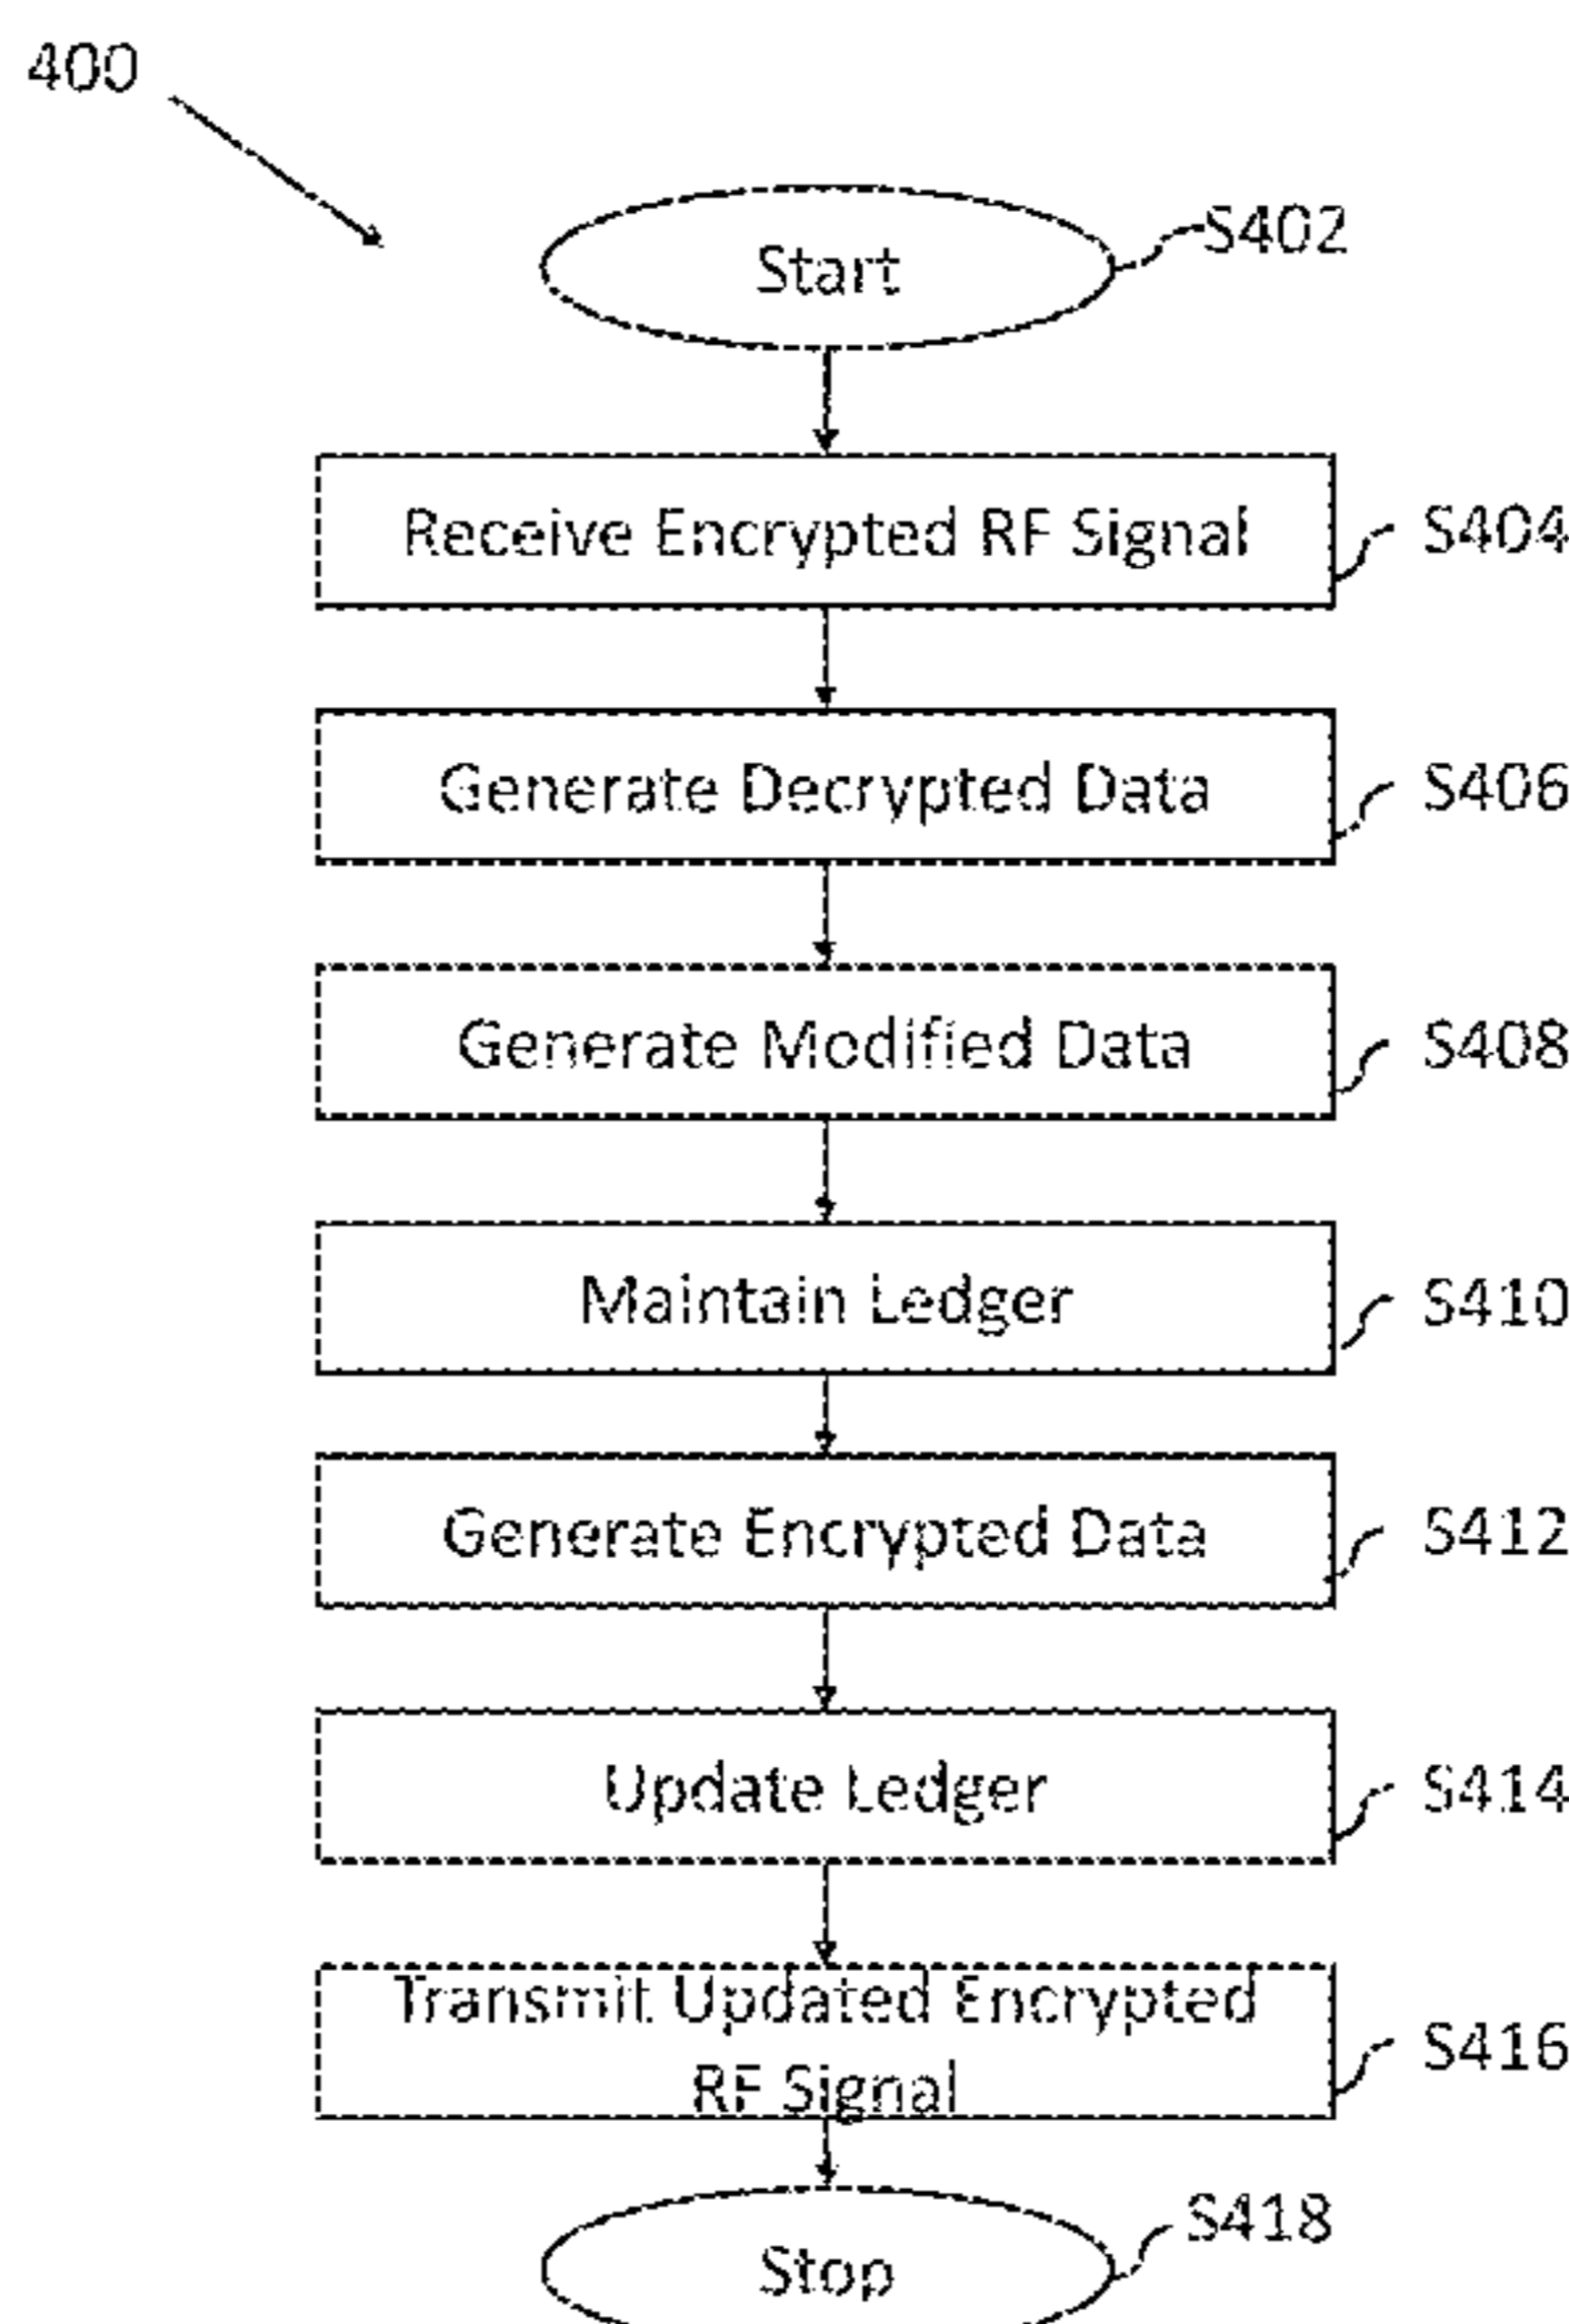 400
Start
S402
Receive Encrypted RF Signal
S404
Generate Decrypted Data
S406
Generate Modified Data
S408
Maintain Ledger
S410
Generate Encrypted Data
S412
Update Ledger
S414
Transmit Updated Encrypted
RF Signal
S416
Stop
S418